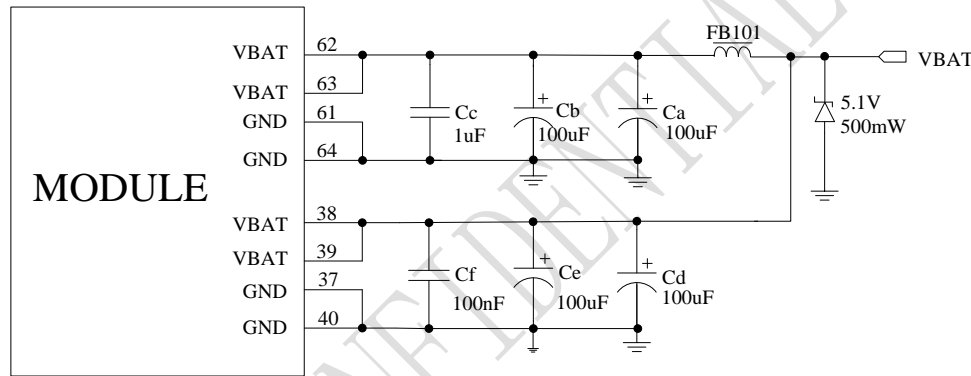 FB101
VBAT 62
VBAT
VBAT 63
GND 61
GND 64
Cc
1uF
Cb
100uF
Ca
100uF
5.1V
500mW
MODULE
VBAT 38
VBAT 39
GND 37
GND 40
Cf
100nF
Ce
100uF
Cd
100uF